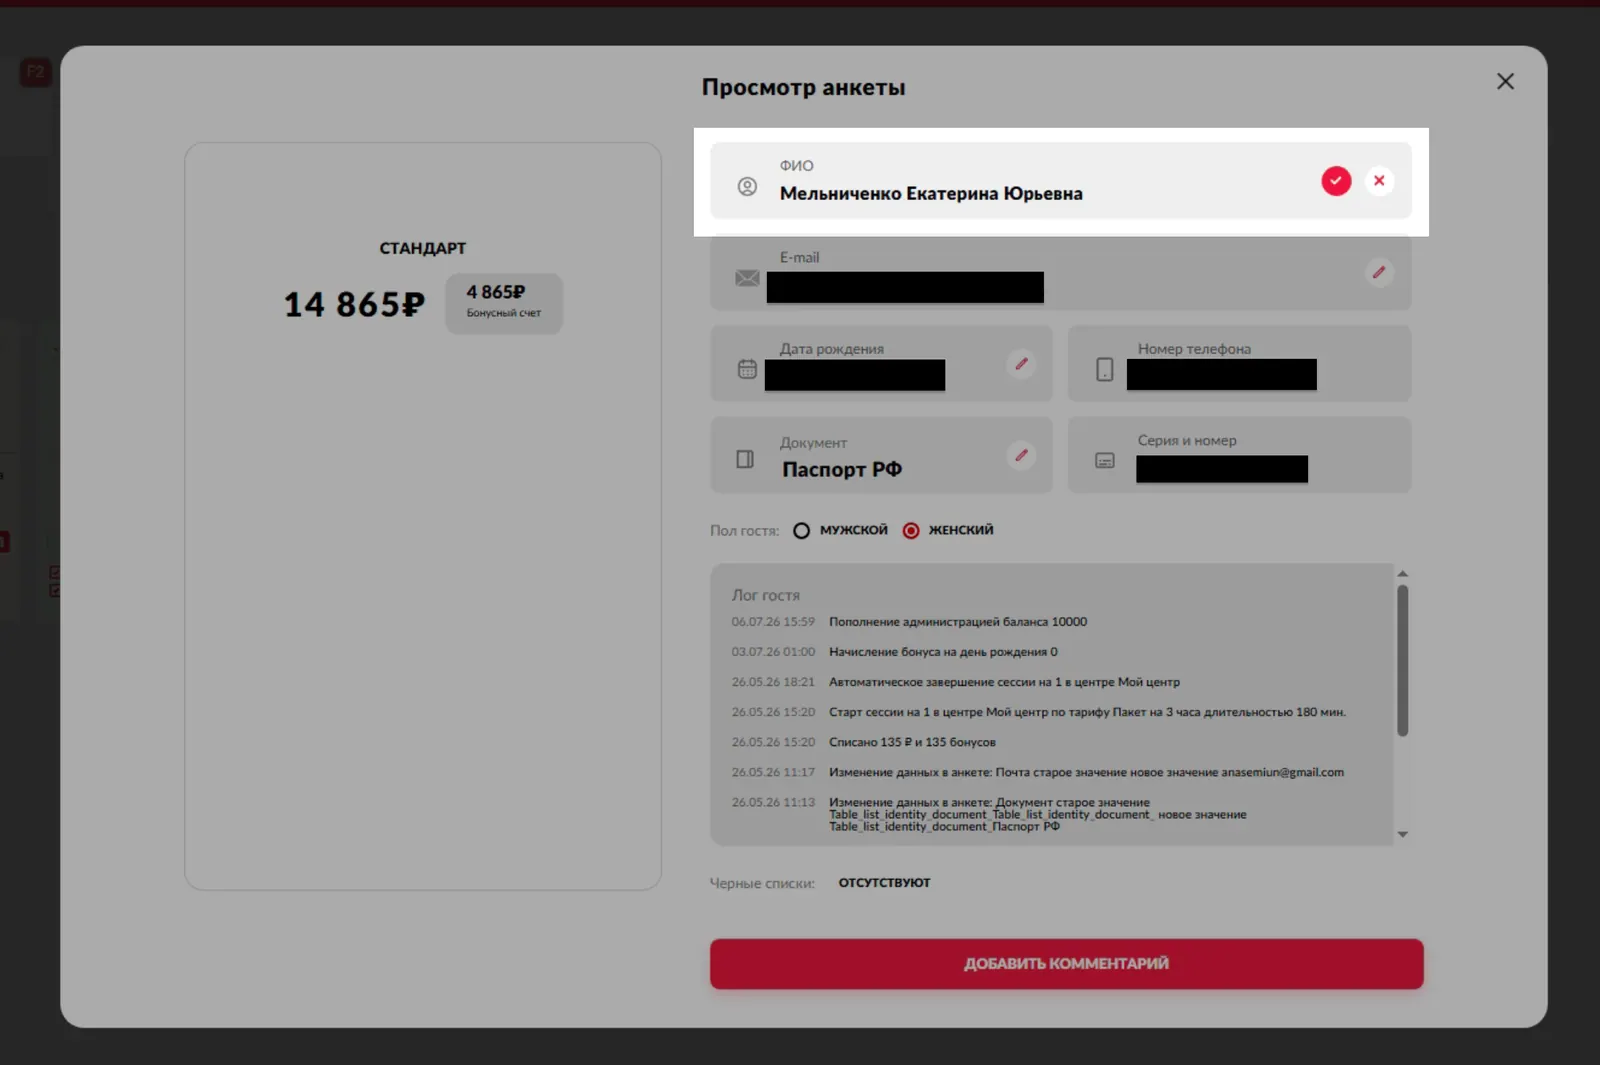 F2
Просмотр анкеты
СТАНДАРТ
14 865₽
4 865₽
Бонусный счет
ФИО
Мельниченко Екатерина Юрьевна
E-mail
Дата рождения
Номер телефона
Документ
Паспорт РФ
Серия и номер
Пол гостя: МУЖСКОЙ ЖЕНСКИЙ
Лог гостя
06.07.26 15:59 Пополнение администрацией баланса 10000
03.07.26 01:00 Начисление бонуса на день рождения 0
26.05.26 18:21 Автоматическое завершение сессии на 1 в центре Мой центр
26.05.26 15:20 Старт сессии на 1 в центре Мой центр по тарифу Пакет на 3 часа длительностью 180 мин.
26.05.26 15:20 Списано 135 ₽ и 135 бонусов
26.05.26 11:17 Изменение данных в анкете: Почта старое значение новое значение anasemiun@gmail.com
26.05.26 11:13 Изменение данных в анкете: Документ старое значение
Table_list_identity_document_Table_list_identity_document_ новое значение
Table_list_identity_document_Паспорт РФ
Черные списки: ОТСУТСТВУЮТ
ДОБАВИТЬ КОММЕНТАРИЙ